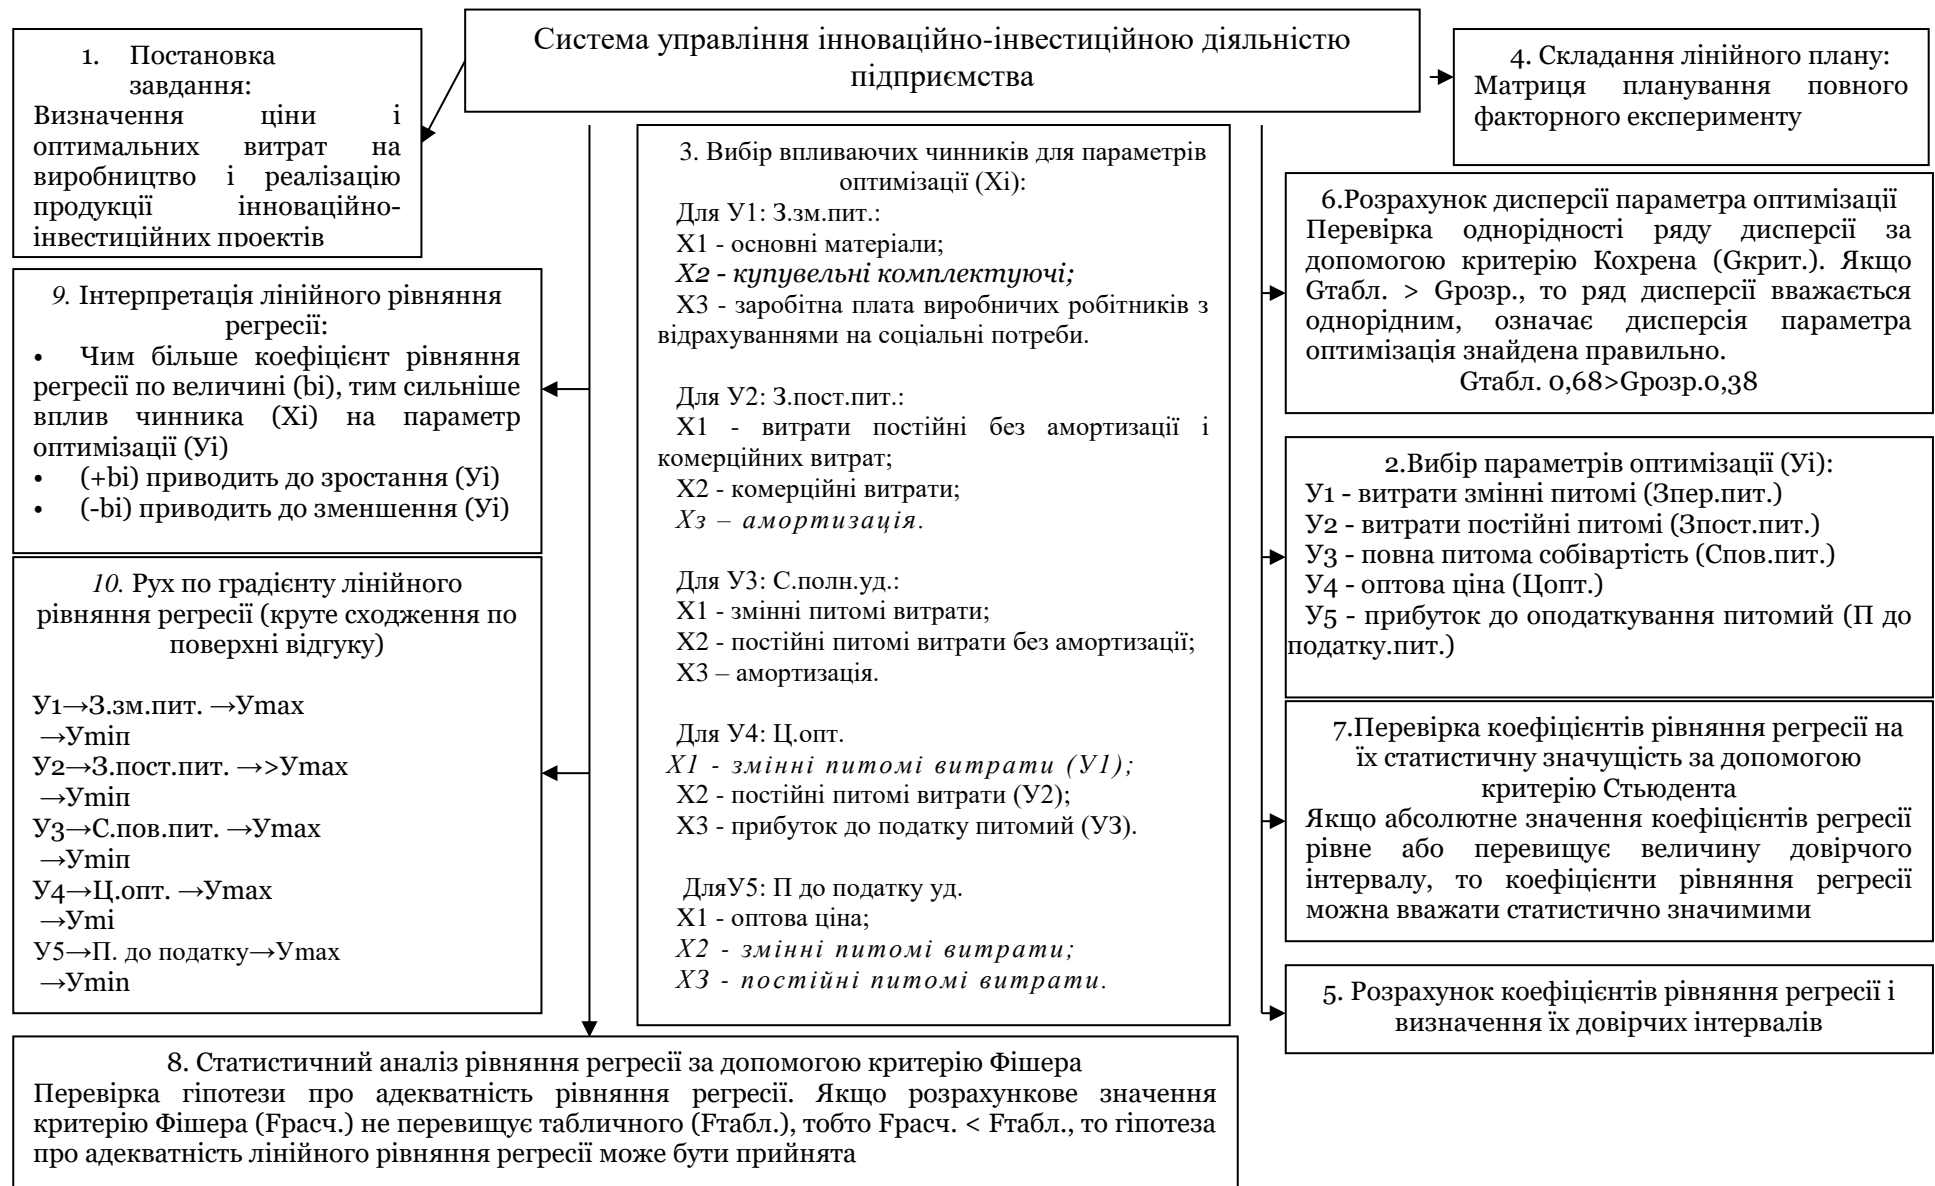 Система управління інноваційно-інвестиційною діяльністю
підприємства
1. Постановка
завдання:
Визначення ціни і
оптимальних витрат на
виробництво і реалізацію
продукції інноваційно-
інвестиційних проектів
9. Інтерпретація лінійного рівняння
регресії:
• Чим більше коефіцієнт рівняння
регресії по величині (bi), тим сильніше
вплив чинника (Хі) на параметр
оптимізації (Уі)
• (+bi) приводить до зростання (Уі)
• (-bi) приводить до зменшення (Уі)
10. Рух по градієнту лінійного
рівняння регресії (круте сходження по
поверхні відгуку)
У1→З.зм.пит. →Уmax
→Уmіп
У2→З.пост.пит. →>Уmax
→Уmіп
У3→С.пов.пит. →Уmax
→Уmіп
У4→Ц.опт. →Уmax
→Уmі
У5→П. до податку→Уmax
→Уmin
3. Вибір впливаючих чинників для параметрів
оптимізації (Хі):
Для У1: З.зм.пит.:
Х1 - основні матеріали;
Х2 - купувельні комплектуючі;
Х3 - заробітна плата виробничих робітників з
відрахуваннями на соціальні потреби.
Для У2: З.пост.пит.:
Х1 - витрати постійні без амортизації і
комерційних витрат;
Х2 - комерційні витрати;
Хз – амортизація.
Для У3: С.полн.уд.:
Х1 - змінні питомі витрати;
Х2 - постійні питомі витрати без амортизації;
Х3 – амортизація.
Для У4: Ц.опт.
Х1 - змінні питомі витрати (У1);
Х2 - постійні питомі витрати (У2);
Х3 - прибуток до податку питомий (УЗ).
ДляУ5: П до податку уд.
Х1 - оптова ціна;
Х2 - змінні питомі витрати;
ХЗ - постійні питомі витрати.
4. Складання лінійного плану:
Матриця планування повного
факторного експерименту
6.Розрахунок дисперсії параметра оптимізації
Перевірка однорідності ряду дисперсії за
допомогою критерію Кохрена (Gкрит.). Якщо
Gтабл. > Gрозр., то ряд дисперсії вважається
однорідним, означає дисперсія параметра
оптимізація знайдена правильно.
Gтабл. 0,68>Gрозр.0,38
2.Вибір параметрів оптимізації (Уі):
У1 - витрати змінні питомі (Зпер.пит.)
У2 - витрати постійні питомі (Зпост.пит.)
У3 - повна питома собівартість (Спов.пит.)
У4 - оптова ціна (Цопт.)
У5 - прибуток до оподаткування питомий (П до
податку.пит.)
7.Перевірка коефіцієнтів рівняння регресії на
їх статистичну значущість за допомогою
критерію Стьюдента
Якщо абсолютне значення коефіцієнтів регресії
рівне або перевищує величину довірчого
інтервалу, то коефіцієнти рівняння регресії
можна вважати статистично значимими
5. Розрахунок коефіцієнтів рівняння регресії і
визначення їх довірчих інтервалів
8. Статистичний аналіз рівняння регресії за допомогою критерію Фішера
Перевірка гіпотези про адекватність рівняння регресії. Якщо розрахункове значення
критерію Фішера (Fрасч.) не перевищує табличного (Fтабл.), тобто Fрасч. < Fтабл., то гіпотеза
про адекватність лінійного рівняння регресії може бути прийнята